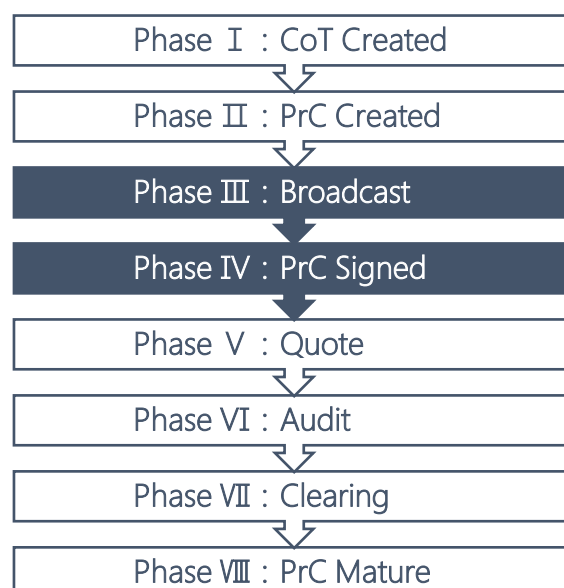 Phase Ⅰ : CoT Created
Phase Ⅱ : PrC Created
Phase Ⅲ : Broadcast
Phase Ⅳ : PrC Signed
Phase Ⅴ : Quote
Phase Ⅵ : Audit
Phase Ⅶ : Clearing
Phase Ⅷ : PrC Mature